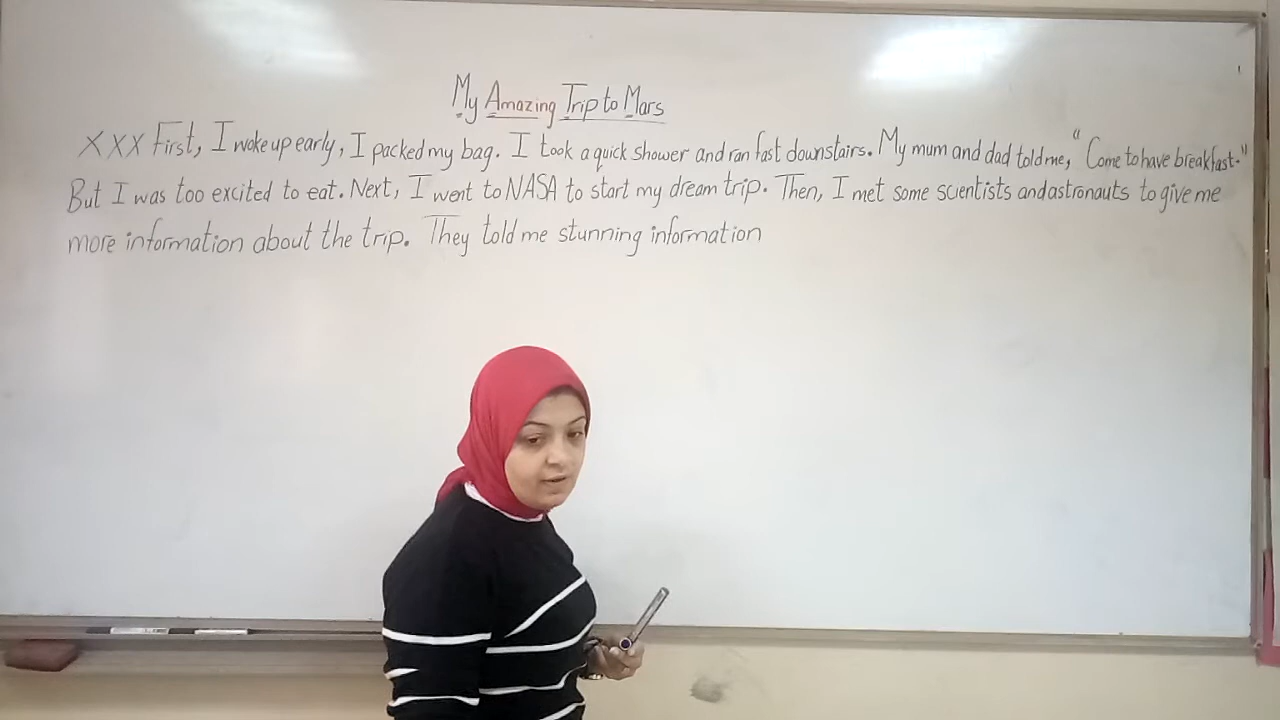 My Amazing Trip to Mars
XXX First, I woke up early, I packed my bag. I took a quick shower and ran fast downstairs. My mum and dad told me, "Come to have breakfast."
But I was too excited to eat. Next, I went to NASA to start my dream trip. Then, I met some scientists and astronauts to give me
more information about the trip. They told me stunning information